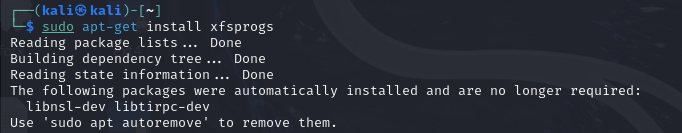 ┌──(kali㉿kali)-[~]
└─$ sudo apt-get install xfsprogs
Reading package lists... Done
Building dependency tree... Done
Reading state information... Done
The following packages were automatically installed and are no longer required:
  libnsl-dev libtirpc-dev
Use 'sudo apt autoremove' to remove them.